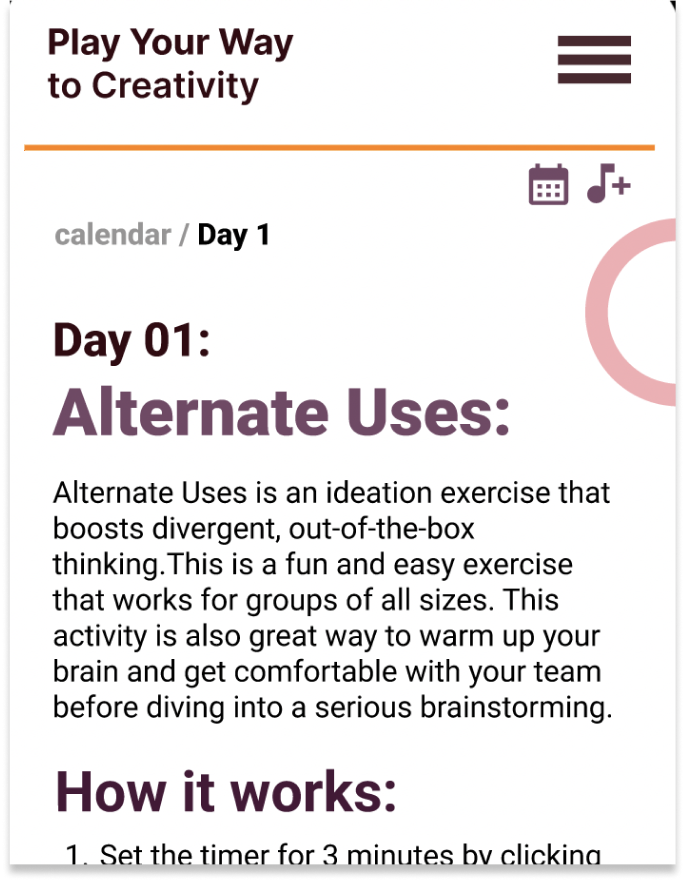 Play Your Way
to Creativity
calendar / Day 1
Day 01:
Alternate Uses:
Alternate Uses is an ideation exercise that
boosts divergent, out-of-the-box
thinking.This is a fun and easy exercise
that works for groups of all sizes. This
activity is also great way to warm up your
brain and get comfortable with your team
before diving into a serious brainstorming.
How it works:
1. Set the timer for 3 minutes by clicking